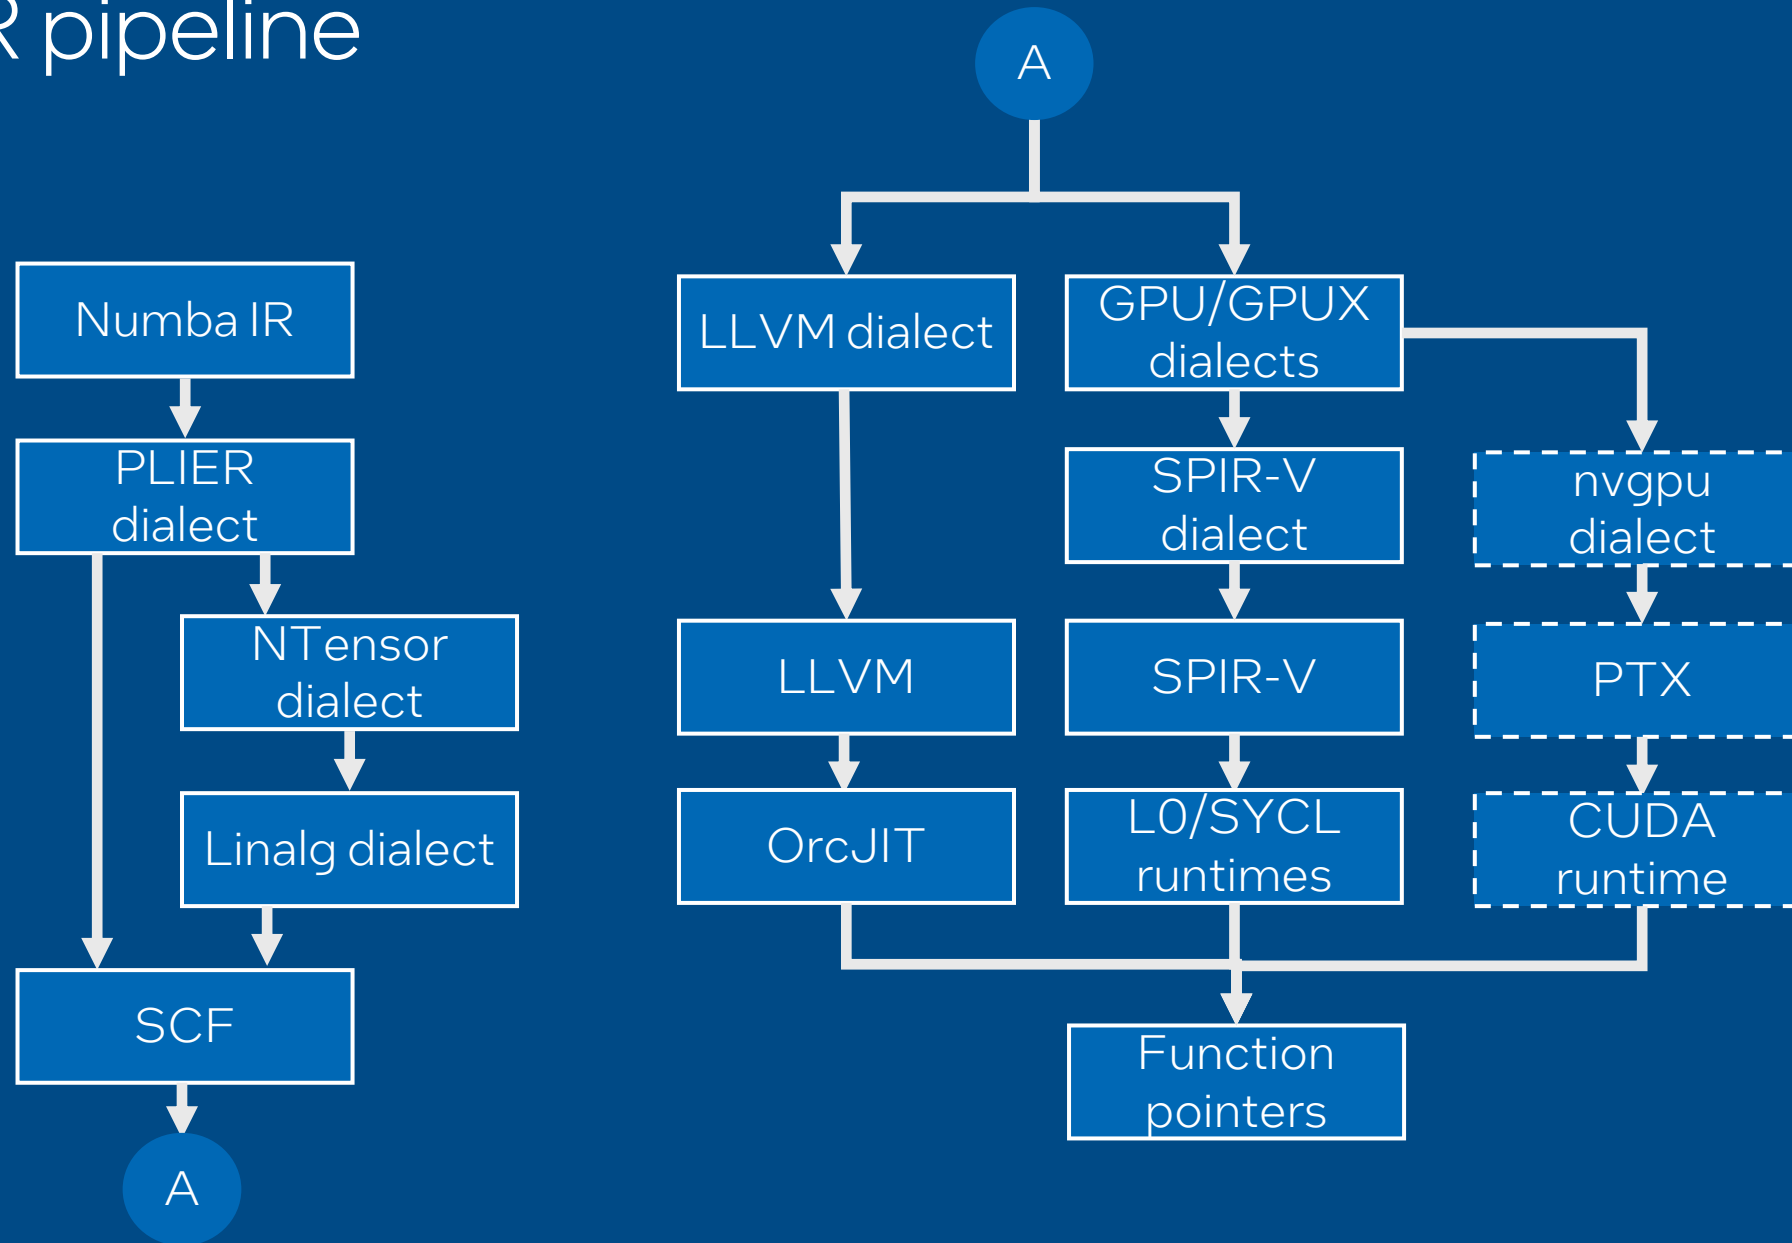 R pipeline
Numba IR
PLIER
dialect
NTensor
dialect
Linalg dialect
SCF
A
A
LLVM dialect
GPU/GPUX
dialects
SPIR-V
dialect
nvgpu
dialect
LLVM
SPIR-V
PTX
OrcJIT
L0/SYCL
runtimes
CUDA
runtime
Function
pointers